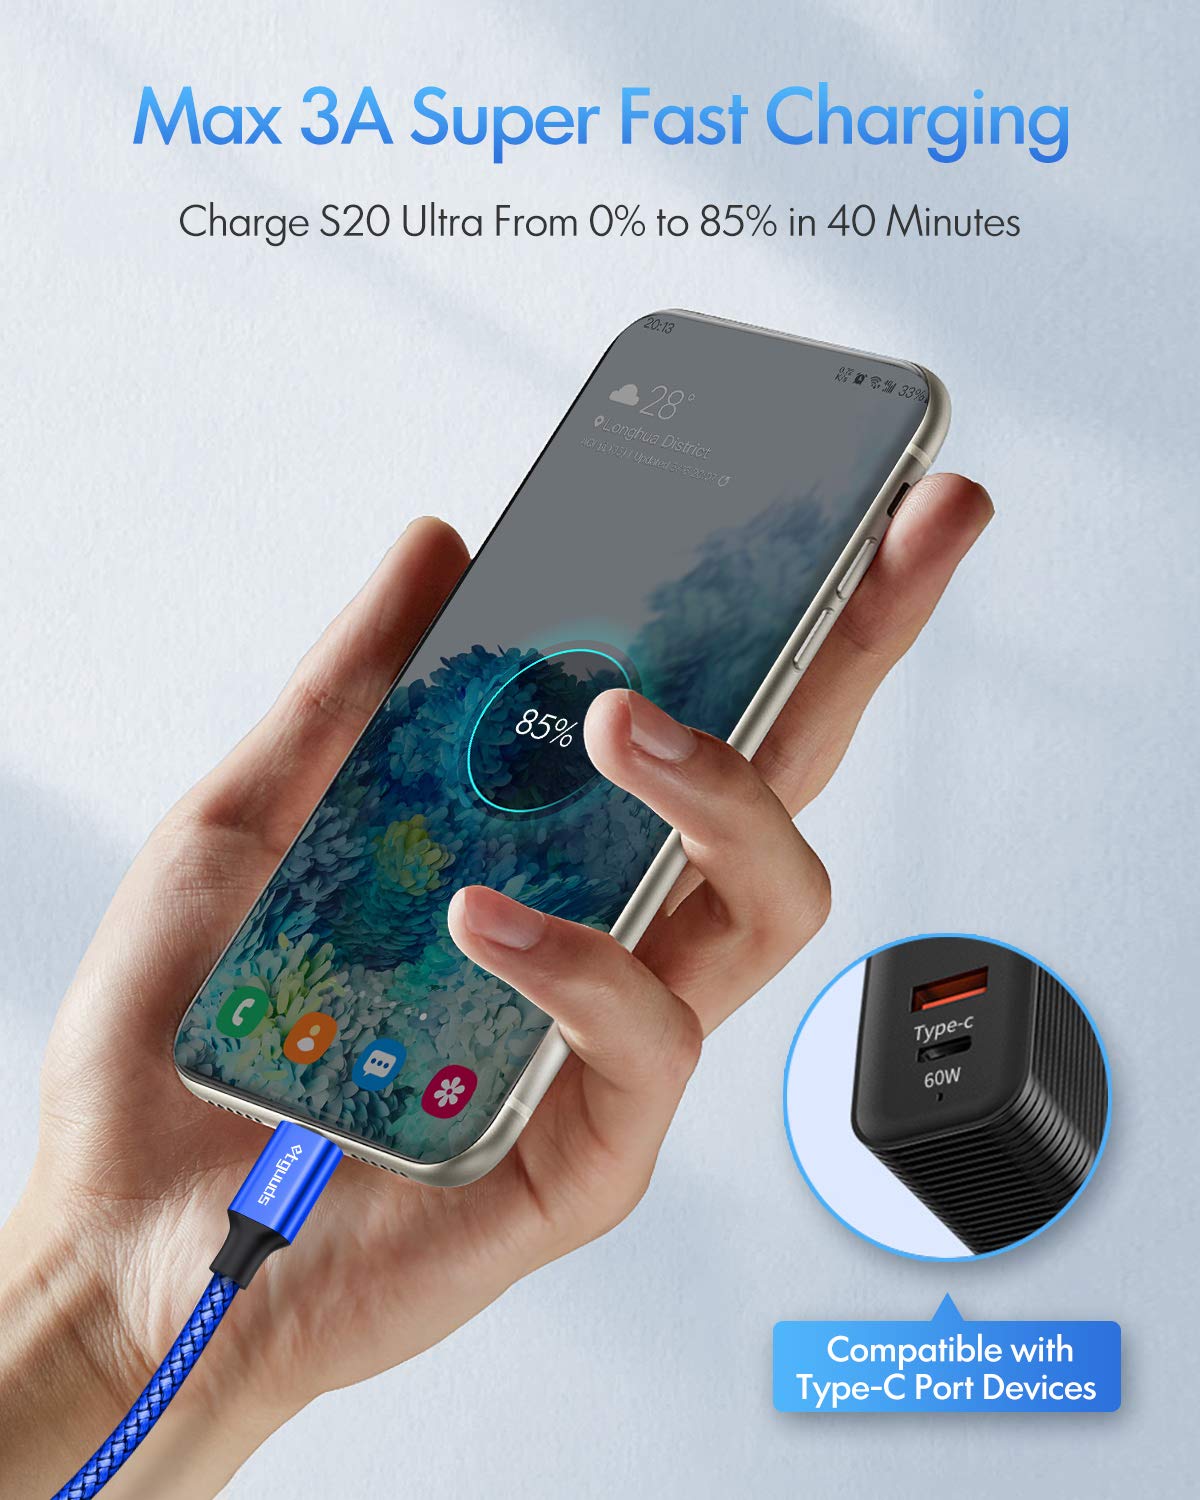 Max 3A Super Fast Charging
Charge S20 Ultra From 0% to 85% in 40 Minutes
20:13
33%
28°
Longhua District
85%
etguuds
Type-c
60W
Compatible with
Type-C Port Devices